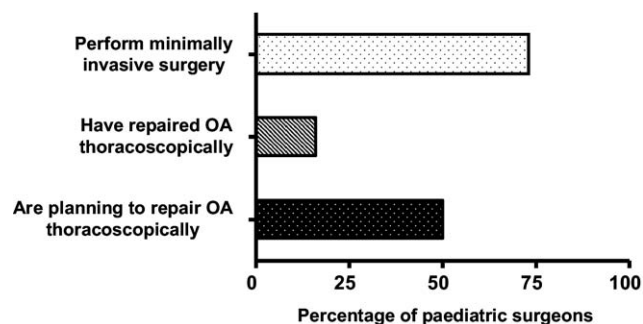 Perform minimally
invasive surgery
Have repaired OA
thoracoscopically
Are planning to repair OA
thoracoscopically
0 25 50 75 100
Percentage of paediatric surgeons